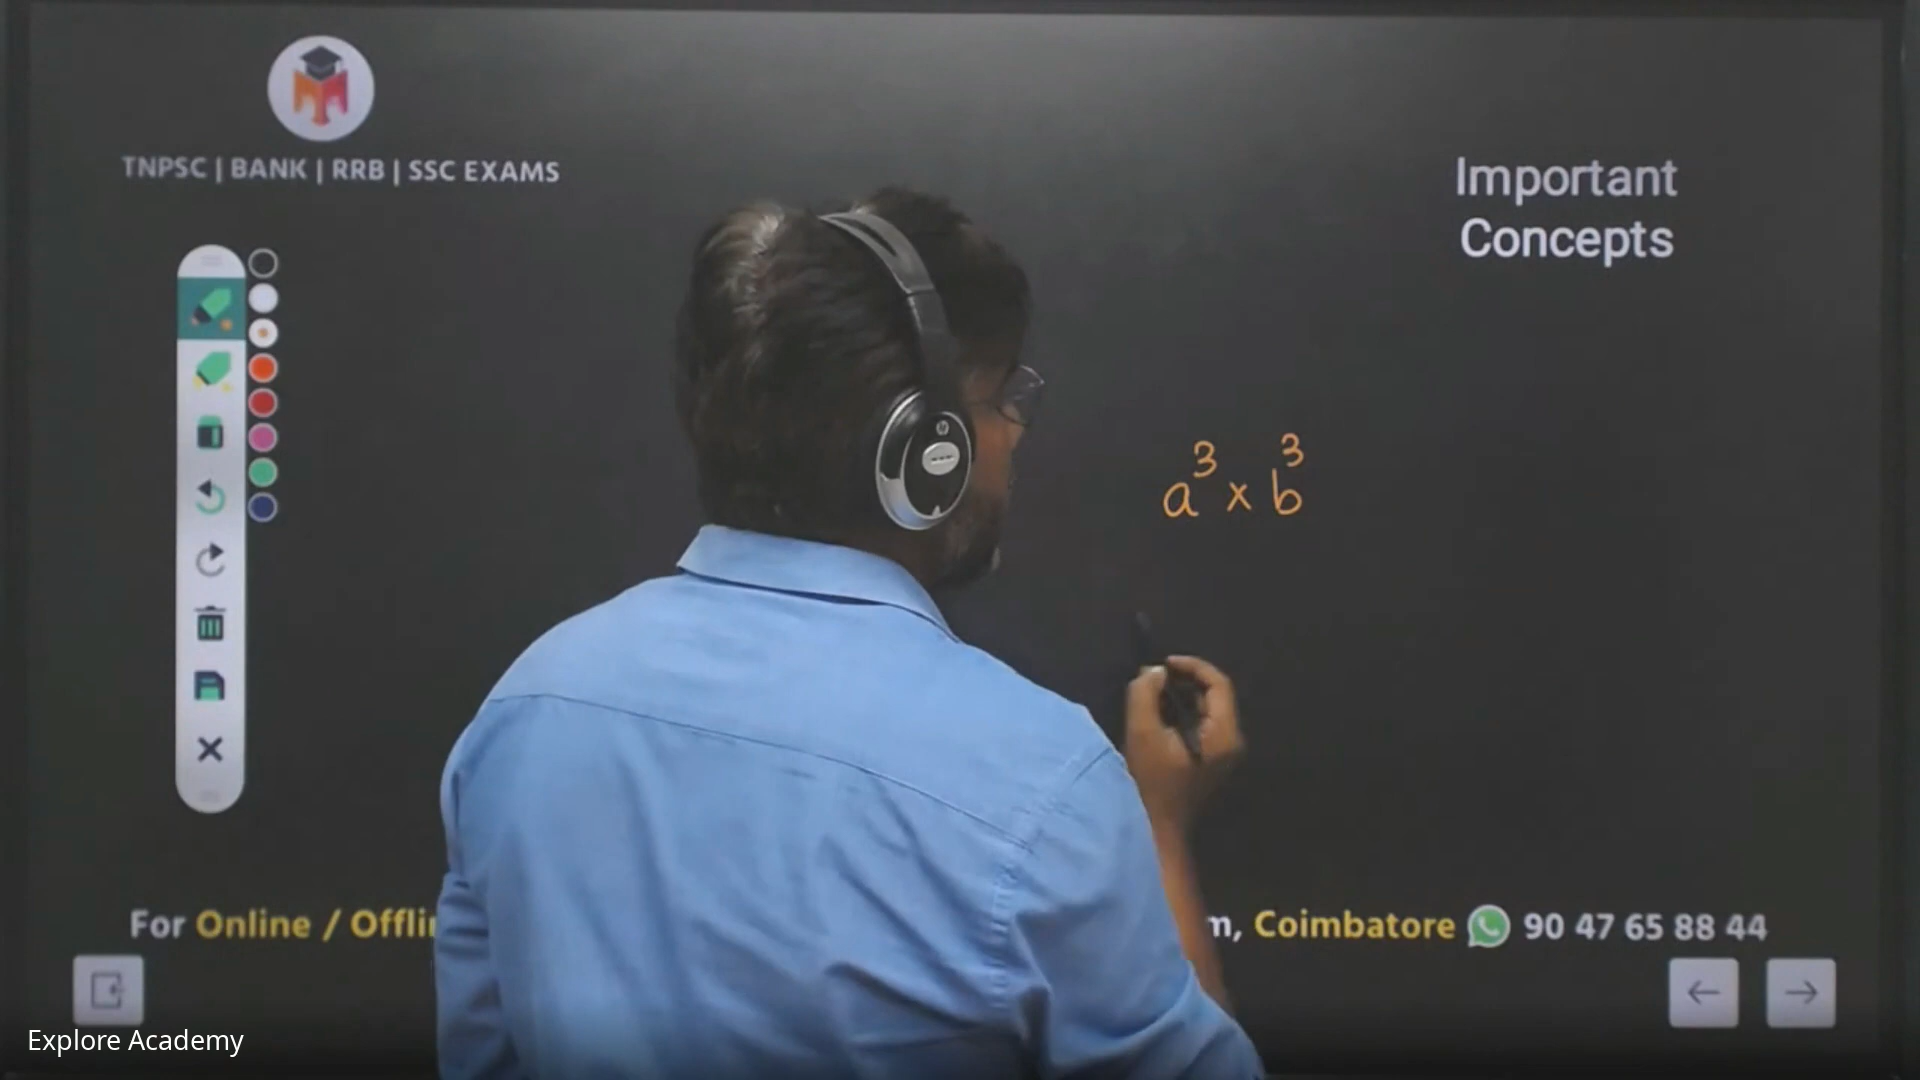 TNPSC | BANK | RRB | SSC EXAMS
Important
Concepts
a³ × b³
For Online / Offli
m, Coimbatore 90 47 65 88 44
Explore Academy